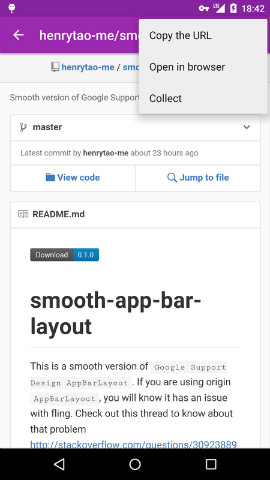 18:42
henrytao-me/smo
Copy the URL
Open in browser
Collect
henrytao-me / smoo
Smooth version of Google Support
master
Latest commit by henrytao-me about 23 hours ago
View code
Jump to file
README.md
Download 0.1.0
smooth-app-bar-
layout
This is a smooth version of Google Support
Design AppBarLayout . If you are using origin
AppBarLayout , you will know it has an issue
with fling. Check out this thread to know about
that problem
http://stackoverflow.com/questions/30923889